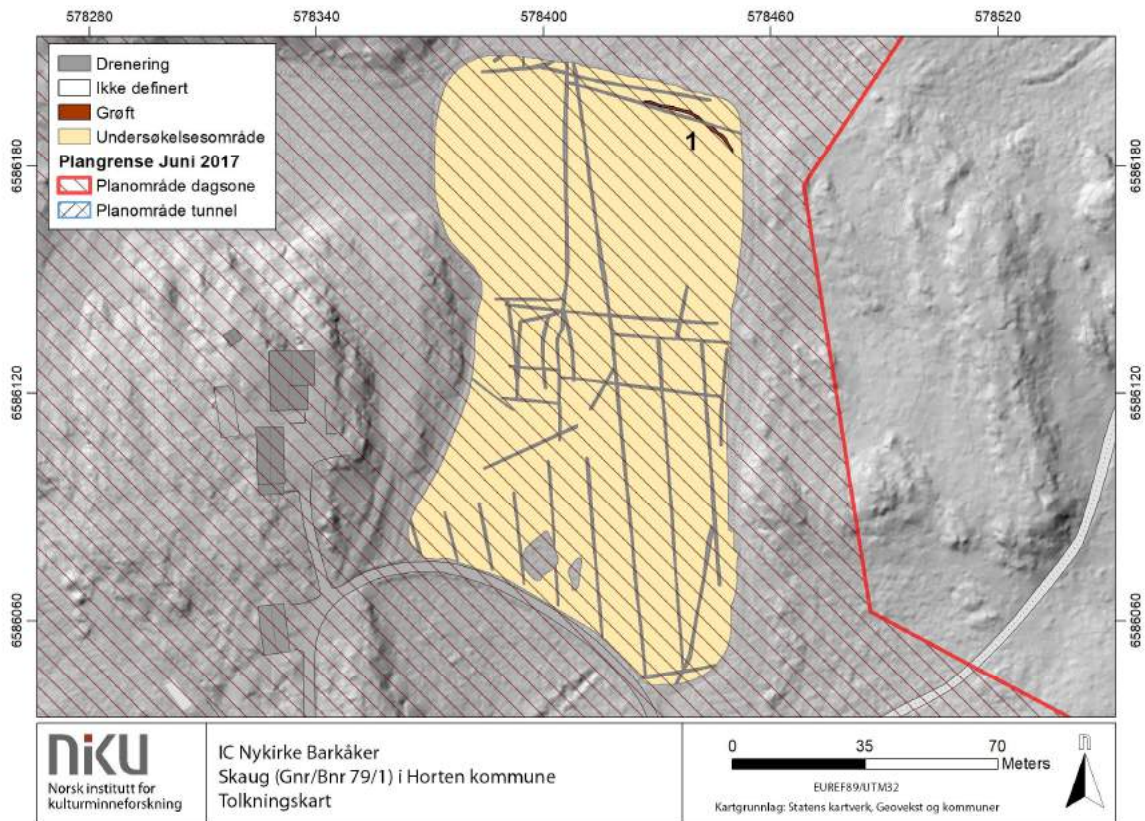 578280 578340 578400 578460 578520
Drenering
Ikke definert
Grøft
Undersøkelsesområde
Plangrense Juni 2017
Planområde dagsone
Planområde tunnel
1
6586180
6586180
6586120
6586120
6586060
6586060
niku
Norsk institutt for
kulturminneforskning
IC Nykirke Barkåker
Skaug (Gnr/Bnr 79/1) i Horten kommune
Tolkningskart
0 35 70
Meters
EUREF89/UTM32
Kartgrunnlag: Statens kartverk, Geovekst og kommuner
n